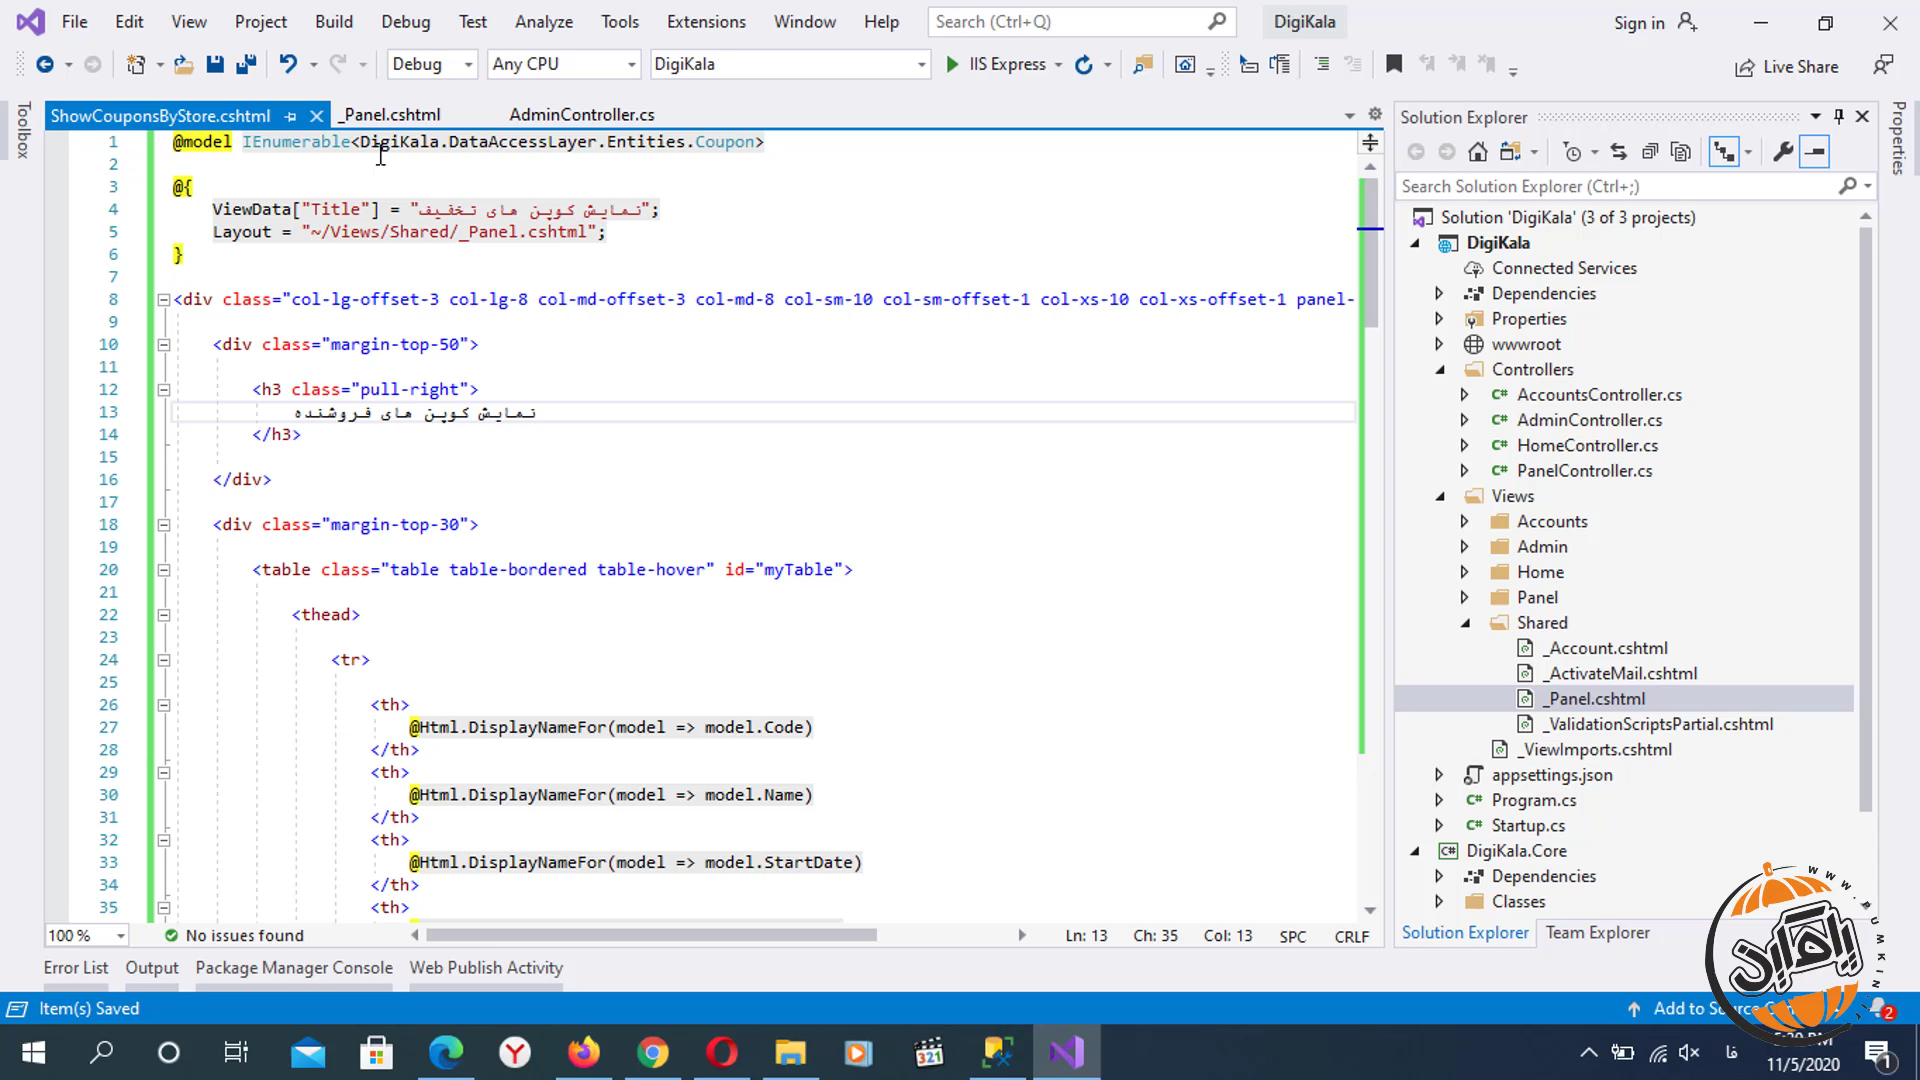 File Edit View Project Build Debug Test Analyze Tools Extensions Window Help Search (Ctrl+Q) DigiKala Sign in
Debug Any CPU DigiKala IIS Express Live Share
Toolbox
ShowCouponsByStore.cshtml _Panel.cshtml AdminController.cs
1 @model IEnumerable<DigiKala.DataAccessLayer.Entities.Coupon>
2
3 @{
4 ViewData["Title"] = "نمایش کوپن های تخفیف";
5 Layout = "~/Views/Shared/_Panel.cshtml";
6 }
7
8 <div class="col-lg-offset-3 col-lg-8 col-md-offset-3 col-md-8 col-sm-10 col-sm-offset-1 col-xs-10 col-xs-offset-1 panel-
9
10 <div class="margin-top-50">
11
12 <h3 class="pull-right">
13 نمایش کوپن های فروشنده
14 </h3>
15
16 </div>
17
18 <div class="margin-top-30">
19
20 <table class="table table-bordered table-hover" id="myTable">
21
22 <thead>
23
24 <tr>
25
26 <th>
27 @Html.DisplayNameFor(model => model.Code)
28 </th>
29 <th>
30 @Html.DisplayNameFor(model => model.Name)
31 </th>
32 <th>
33 @Html.DisplayNameFor(model => model.StartDate)
34 </th>
35 <th>
100 % No issues found Ln: 13 Ch: 35 Col: 13 SPC CRLF
Error List Output Package Manager Console Web Publish Activity
Item(s) Saved
Solution Explorer
Search Solution Explorer (Ctrl+;)
Solution 'DigiKala' (3 of 3 projects)
DigiKala
Connected Services
Dependencies
Properties
wwwroot
Controllers
AccountsController.cs
AdminController.cs
HomeController.cs
PanelController.cs
Views
Accounts
Admin
Home
Panel
Shared
_Account.cshtml
_ActivateMail.cshtml
_Panel.cshtml
_ValidationScriptsPartial.cshtml
_ViewImports.cshtml
appsettings.json
Program.cs
Startup.cs
DigiKala.Core
Dependencies
Classes
Solution Explorer Team Explorer
Properties
Add to Source
2
321
فا
11/5/2020
1